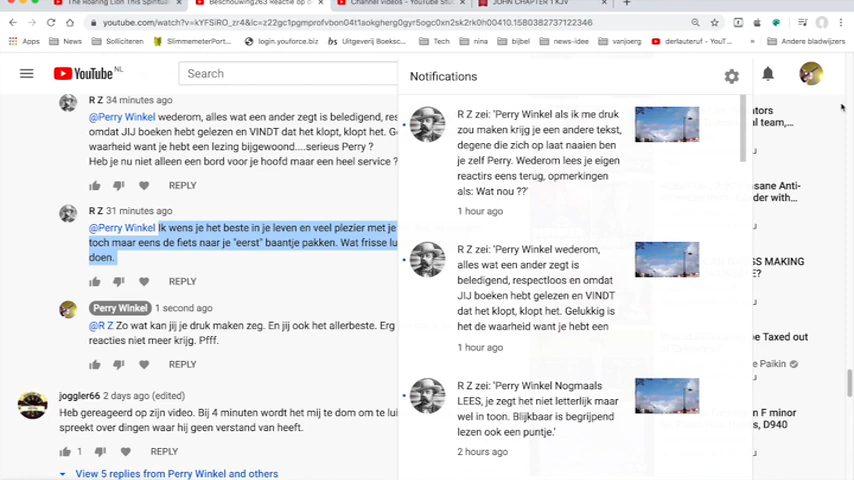 The Roaring Lion This Spiritua
Beschouwing263 Reactie op b
Channel videos - YouTube
JOHN CHAPTER 1 KJV
youtube.com/watch?v=kYFSIRO_zr4&lc=z22gc1pgmprofvbon04t1aokgherg0gyr5ogc0xn2sk2rk0h00410.1580382737122346
Apps
News
Solliciteren
SlimmemeterPort...
login.youforce.biz
Uitgeverij Boeksc...
Tech
bijbel
news-idee
vanjoerg
derlauteruf - YouT...
Andere bladwijzers
YouTube NL
Search
Notifications
R Z 34 minutes ago
@Perry Winkel wederom, alles wat een ander zegt is beledigend, res
omdat JIJ boeken hebt gelezen en VINDT dat het klopt, klopt het. G
waarheid want je hebt een lezing bijgewoond....serieus Perry ?
Heb je nu niet alleen een bord voor je hoofd maar een heel service ?
REPLY
R Z 31 minutes ago
@Perry Winkel Ik wens je het beste in je leven en veel plezier met je
toch maar eens de fiets naar je "eerst" baantje pakken. Wat frisse lu
doen.
REPLY
Perry Winkel 1 second ago
@R Z Zo wat kan jij je druk maken zeg. En jij ook het allerbeste. Erg
reacties niet meer krijg. Pfff.
REPLY
joggler66 2 days ago (edited)
Heb gereageerd op zijn video. Bij 4 minuten wordt het mij te dom om te lui
spreekt over dingen waar hij geen verstand van heeft.
1 REPLY
View 5 replies from Perry Winkel and others
R Z zei: 'Perry Winkel als ik me druk
zou maken krijg je een andere tekst,
degene die zich op laat naaien ben
je zelf Perry. Wederom lees je eigen
reactirs eens terug, opmerkingen
als: Wat nou ??'
1 hour ago
R Z zei: 'Perry Winkel wederom,
alles wat een ander zegt is
beledigend, respectloos en omdat
JIJ boeken hebt gelezen en VINDT
dat het klopt, klopt het. Gelukkig is
het de waarheid want je hebt een
1 hour ago
R Z zei: 'Perry Winkel Nogmaals
LEES, je zegt het niet letterlijk maar
wel in toon. Blijkbaar is begrijpend
lezen ook een puntje.'
2 hours ago
ators
al team,...
nsane Anti-
der with...
SS MAKING
E?
e Taxed out
Paikin
n F minor
, D940